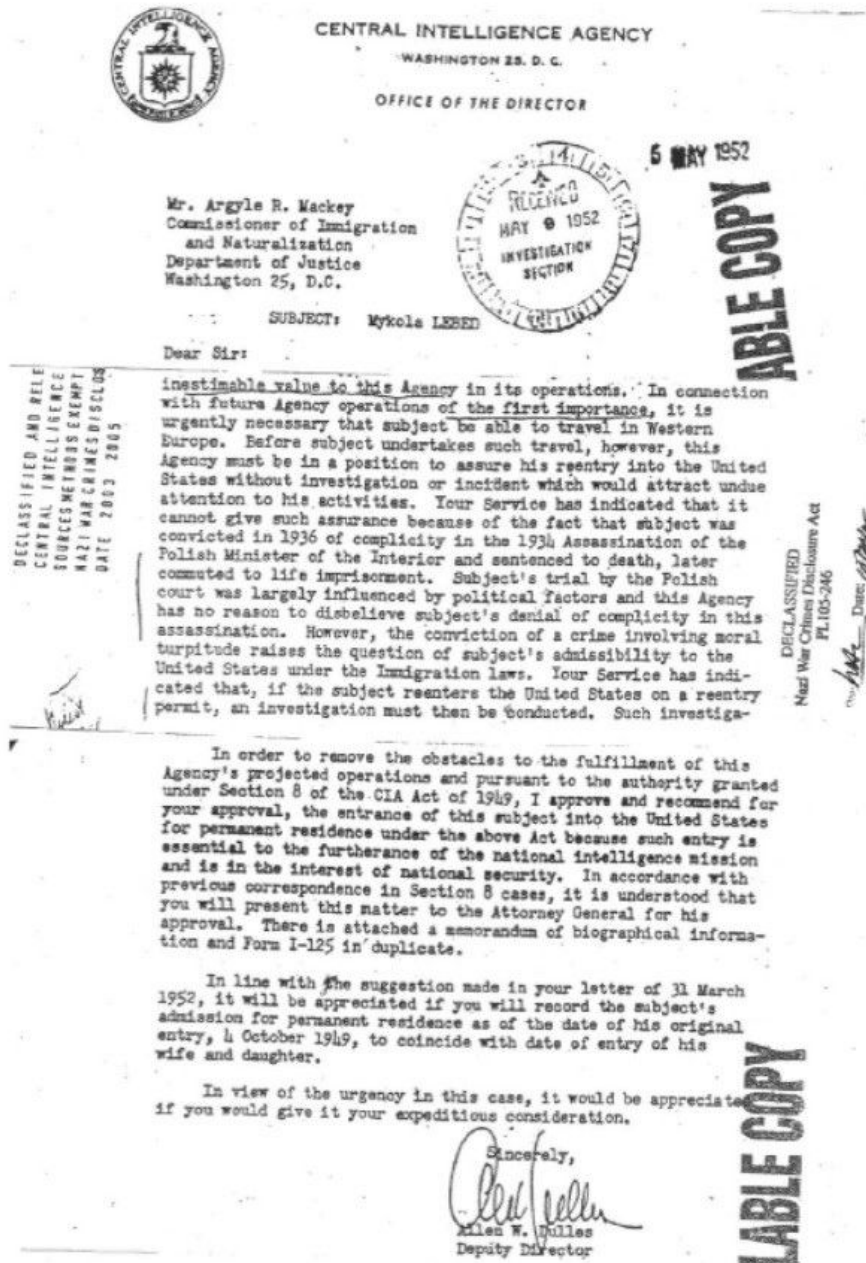 CENTRAL INTELLIGENCE AGENCY
WASHINGTON 25, D. C.
OFFICE OF THE DIRECTOR
5 MAY 1952
RECEIVED
MAY 9 1952
INVESTIGATION
SECTION
Mr. Argyle R. Mackey
Commissioner of Immigration
and Naturalization
Department of Justice
Washington 25, D.C.
SUBJECT: Mykola LEBED
Dear Sir:
inestimable value to this Agency in its operations. In connection
with future Agency operations of the first importance, it is
urgently necessary that subject be able to travel in Western
Europe. Before subject undertakes such travel, however, this
Agency must be in a position to assure his reentry into the United
States without investigation or incident which would attract undue
attention to his activities. Your Service has indicated that it
cannot give such assurance because of the fact that subject was
convicted in 1936 of complicity in the 1934 Assassination of the
Polish Minister of the Interior and sentenced to death, later
commuted to life imprisonment. Subject's trial by the Polish
court was largely influenced by political factors and this Agency
has no reason to disbelieve subject's denial of complicity in this
assassination. However, the conviction of a crime involving moral
turpitude raises the question of subject's admissibility to the
United States under the Immigration laws. Your Service has indi-
cated that, if the subject reenters the United States on a reentry
permit, an investigation must then be conducted. Such investiga-
In order to remove the obstacles to the fulfillment of this
Agency's projected operations and pursuant to the authority granted
under Section 8 of the CIA Act of 1949, I approve and recommend for
your approval, the entrance of this subject into the United States
for permanent residence under the above Act because such entry is
essential to the furtherance of the national intelligence mission
and is in the interest of national security. In accordance with
previous correspondence in Section 8 cases, it is understood that
you will present this matter to the Attorney General for his
approval. There is attached a memorandum of biographical informa-
tion and Form I-125 in duplicate.
In line with the suggestion made in your letter of 31 March
1952, it will be appreciated if you will record the subject's
admission for permanent residence as of the date of his original
entry, 4 October 1949, to coincide with date of entry of his
wife and daughter.
In view of the urgency in this case, it would be appreciated
if you would give it your expeditious consideration.
Sincerely,
Allen W. Dulles
Deputy Director
DECLASSIFIED AND RELE
CENTRAL INTELLIGENCE
SOURCES METHODS EXEMPT
NAZI WAR CRIMES DISCLOS
DATE 2003 2005
DECLASSIFIED
Nazi War Crimes Disclosure Act
PL105-246
Date:
ABLE COPY
LABLE COPY